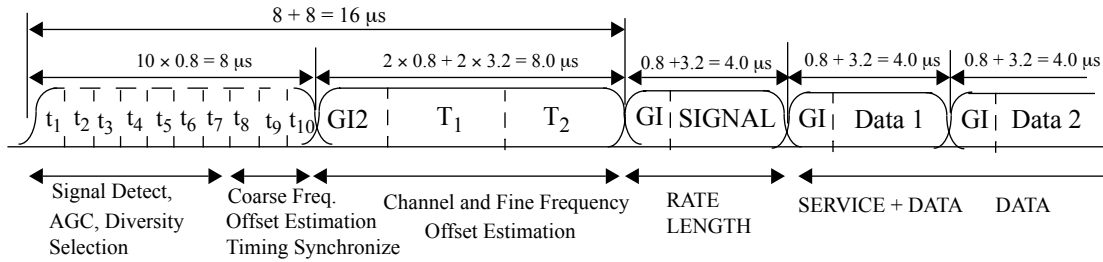 8 + 8 = 16 μs
10 × 0.8 = 8 μs
2 × 0.8 + 2 × 3.2 = 8.0 μs
0.8 +3.2 = 4.0 μs
0.8 + 3.2 = 4.0 μs
0.8 + 3.2 = 4.0 μs
t1 t2 t3 t4 t5 t6 t7 t8 t9 t10
GI2 T1 T2
GI SIGNAL
GI Data 1
GI Data 2
Signal Detect,
AGC, Diversity
Selection
Coarse Freq.
Offset Estimation
Timing Synchronize
Channel and Fine Frequency
Offset Estimation
RATE
LENGTH
SERVICE + DATA
DATA